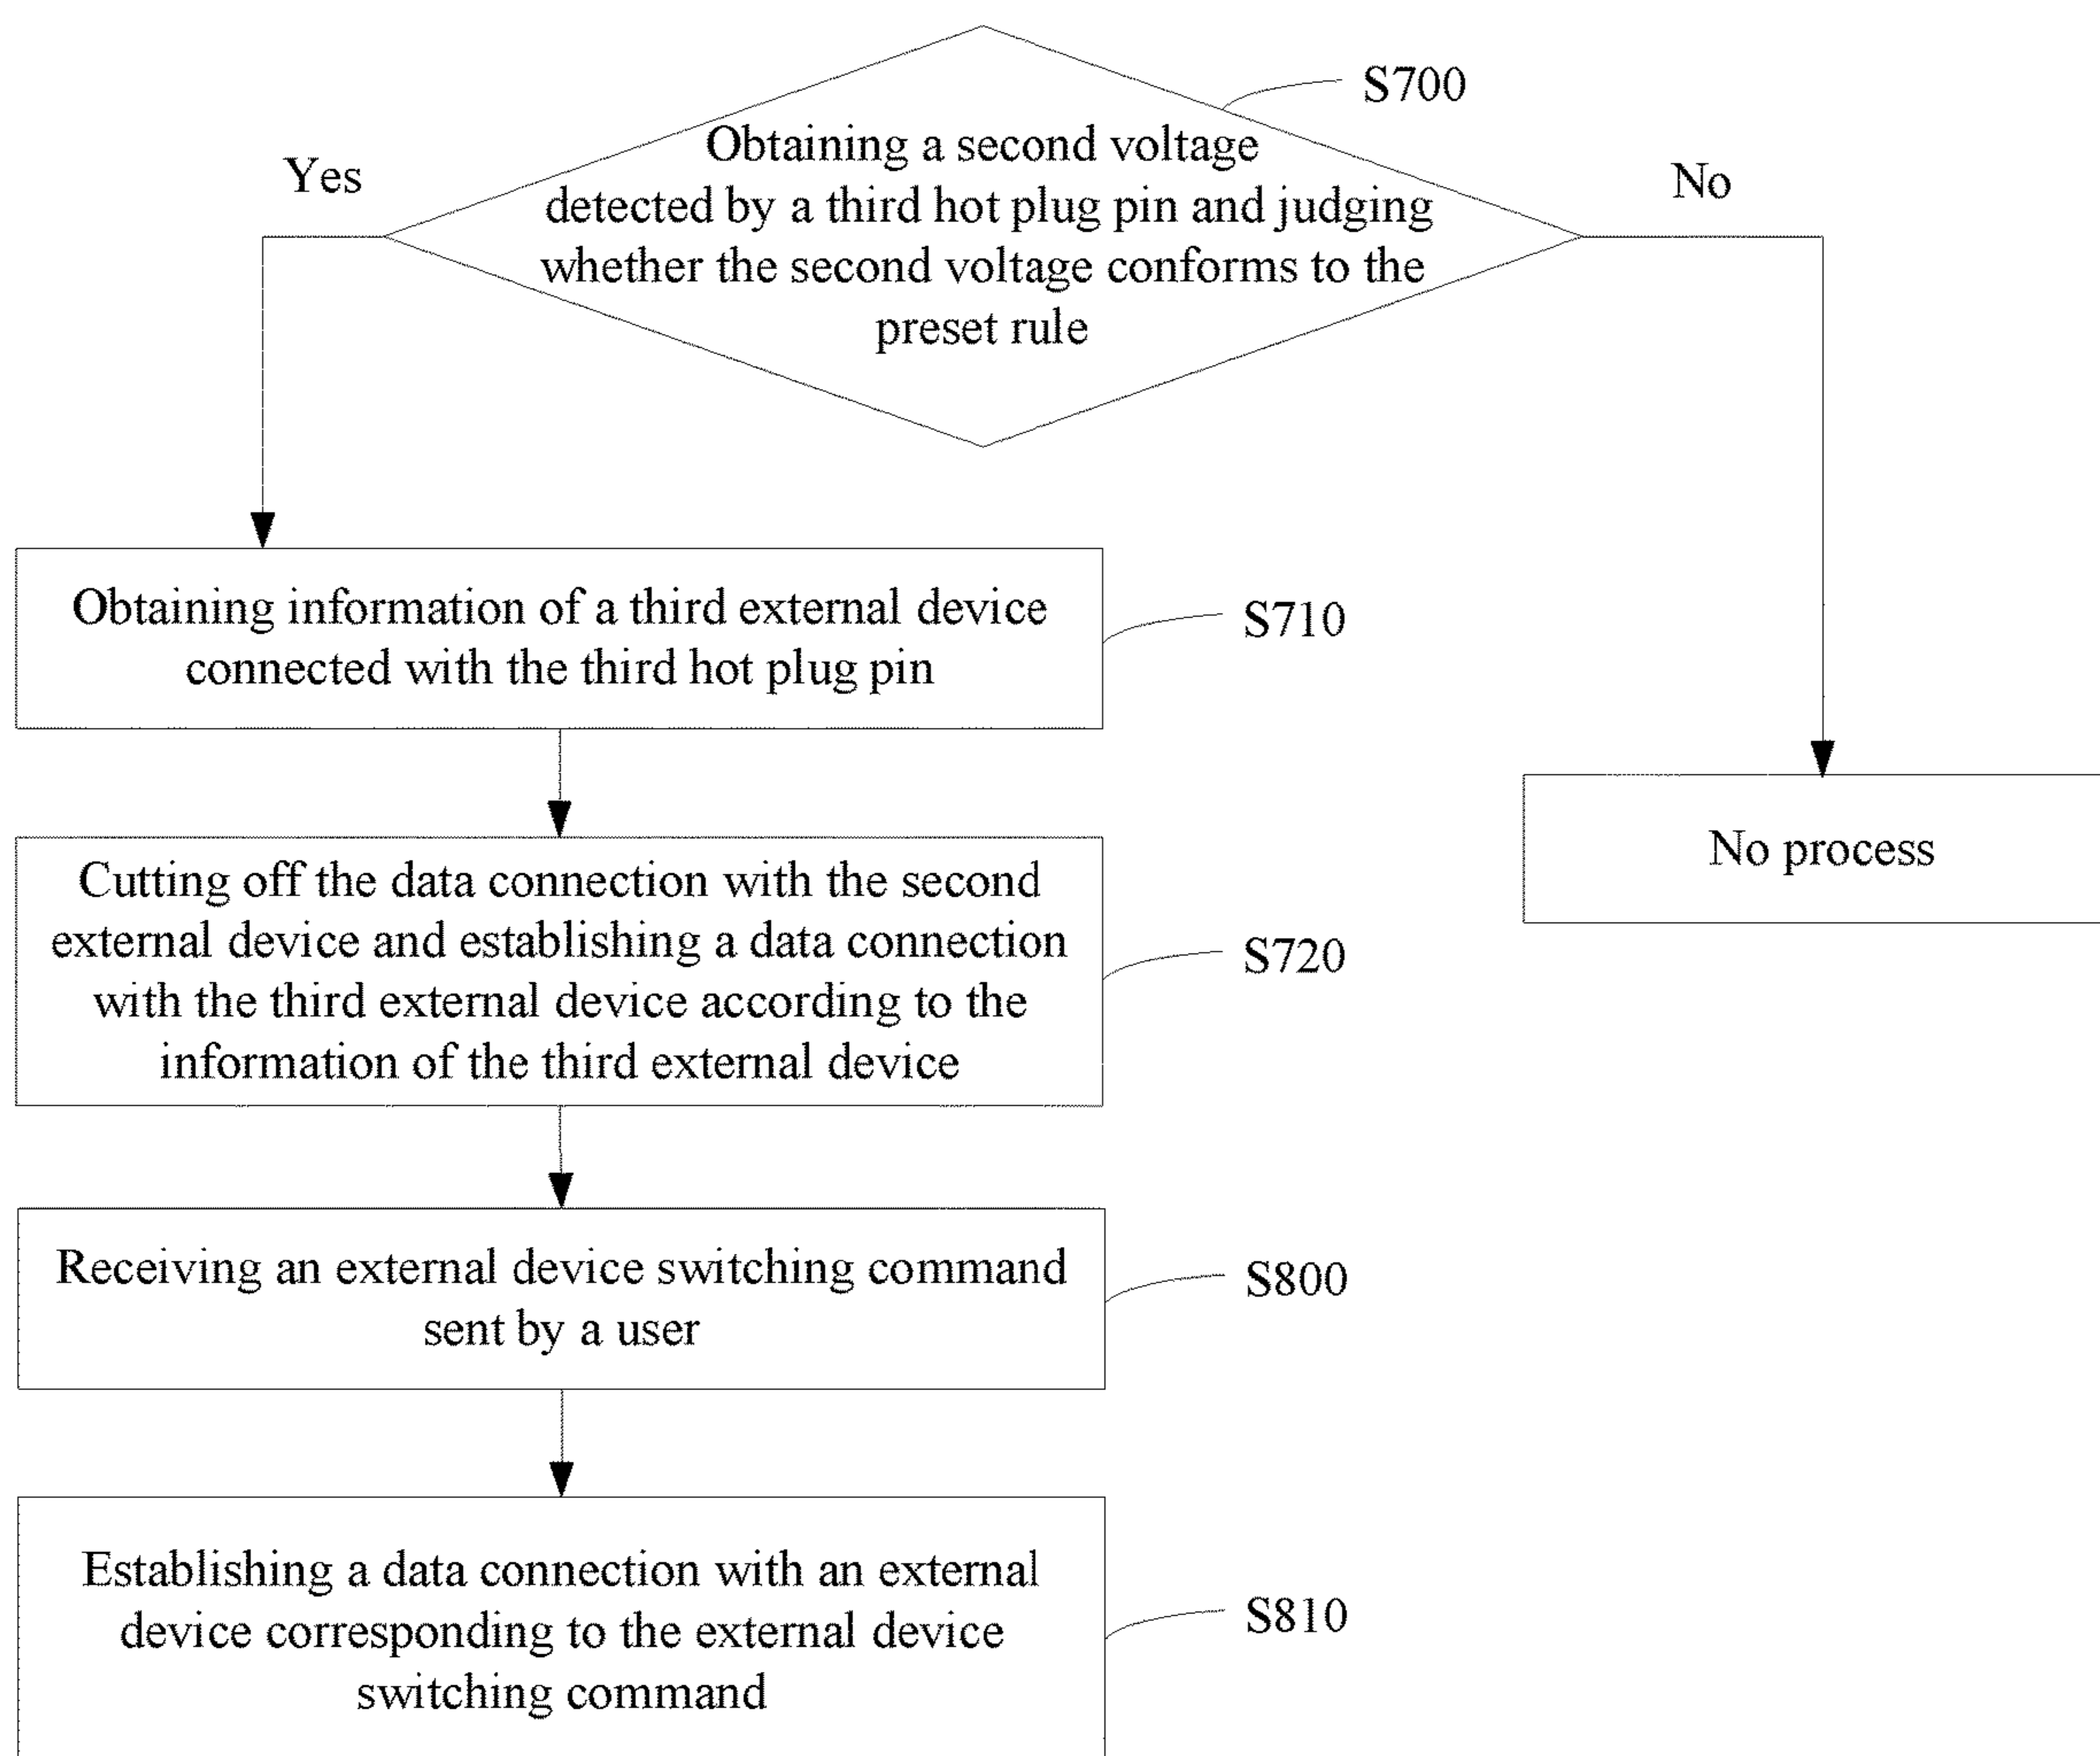 S700
Obtaining a second voltage
Yes
No
detected by a third hot plug pin and judging
whether the second voltage conforms to the
preset rule
Obtaining information of a third external device
connected with the third hot plug pin
S710
Cutting off the data connection with the second
external device and establishing a data connection
with the third external device according to the
information of the third external device
S720
No process
Receiving an external device switching command
sent by a user
S800
Establishing a data connection with an external
device corresponding to the external device
switching command
S810